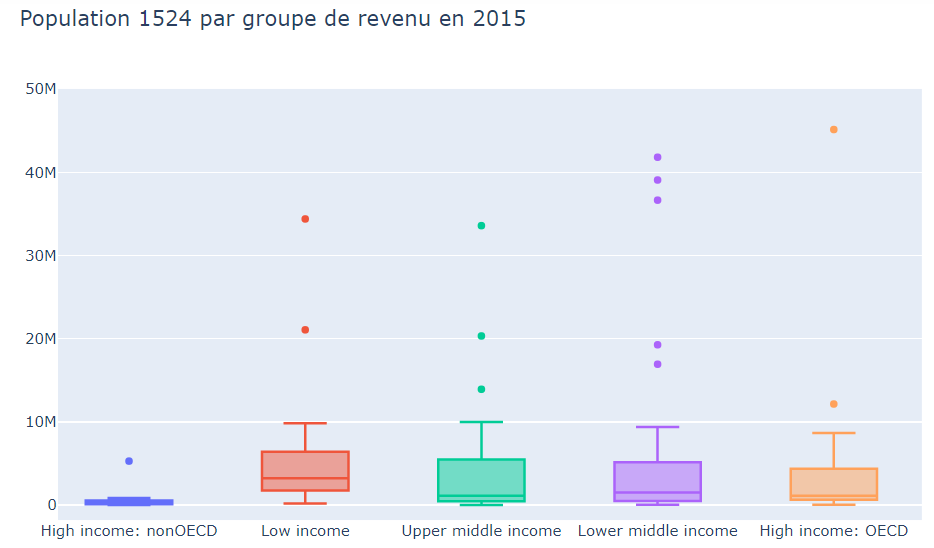 Population 1524 par groupe de revenu en 2015
50M
40M
30M
20M
10M
0
High income: nonOECD
Low income
Upper middle income
Lower middle income
High income: OECD